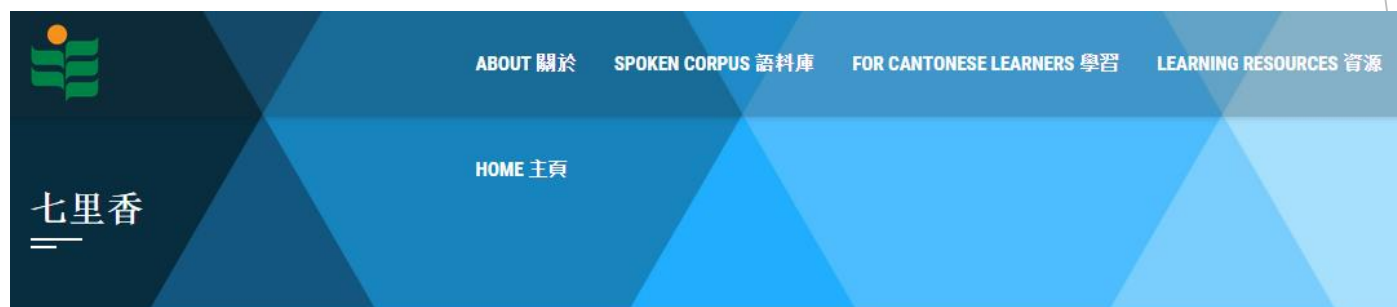 ABOUT 關於 SPOKEN CORPUS 語料庫 FOR CANTONESE LEARNERS 學習 LEARNING RESOURCES 資源
HOME 主頁
七里香